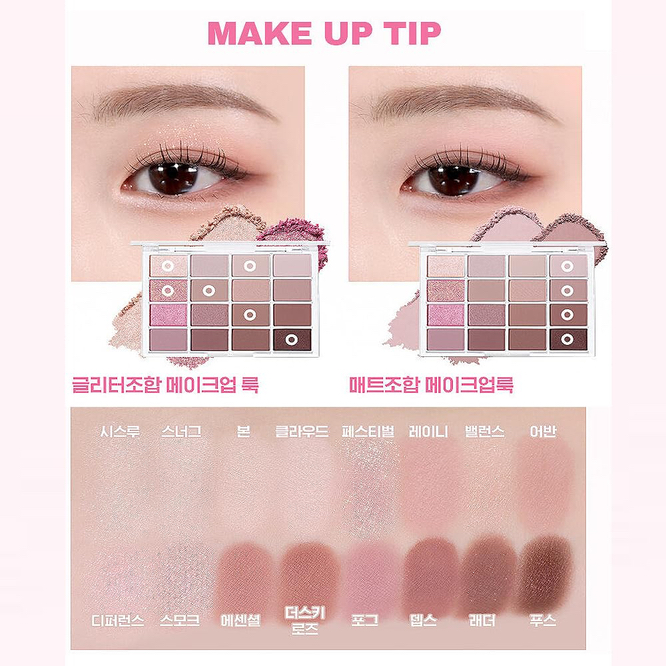 MAKE UP TIP
글리터조합 메이크업 룩
매트조합 메이크업룩
시스루 스너그 본 클라우드 페스티벌 레이니 밸런스 어반
디퍼런스 스모크 에센셜 더스키 포그 뎁스 래더 푸스
로즈